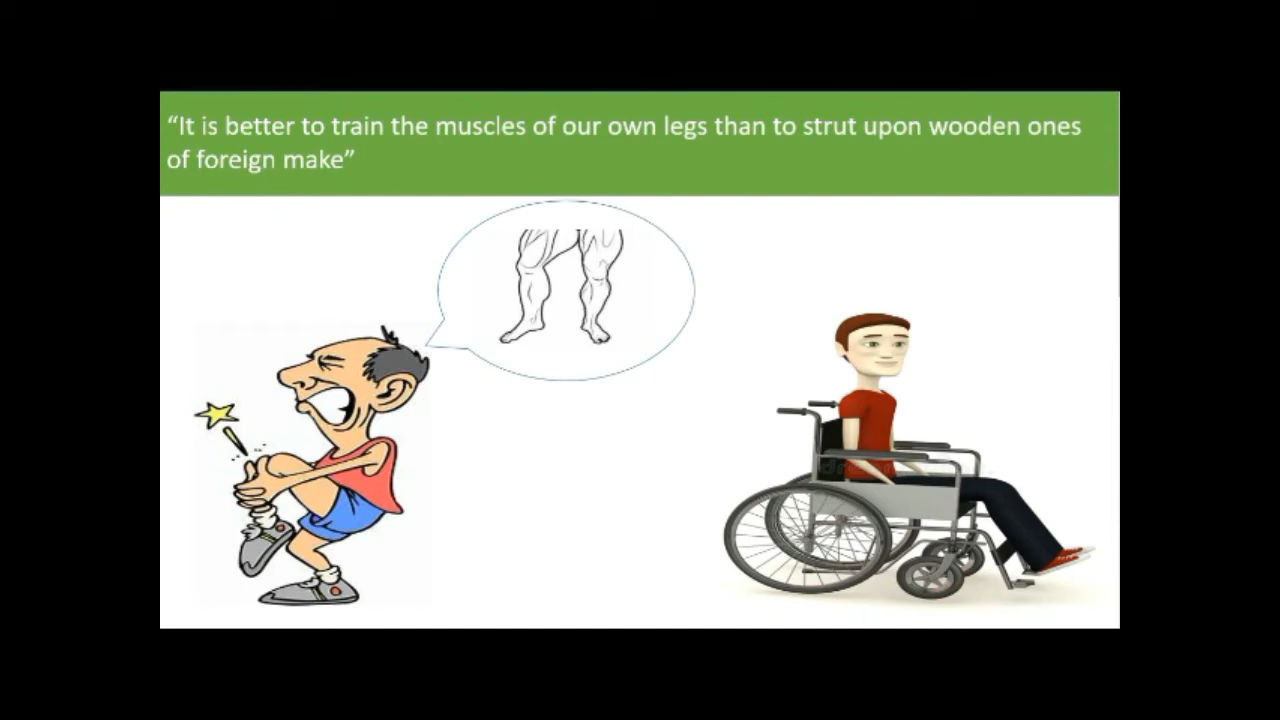 “It is better to train the muscles of our own legs than to strut upon wooden ones
of foreign make”